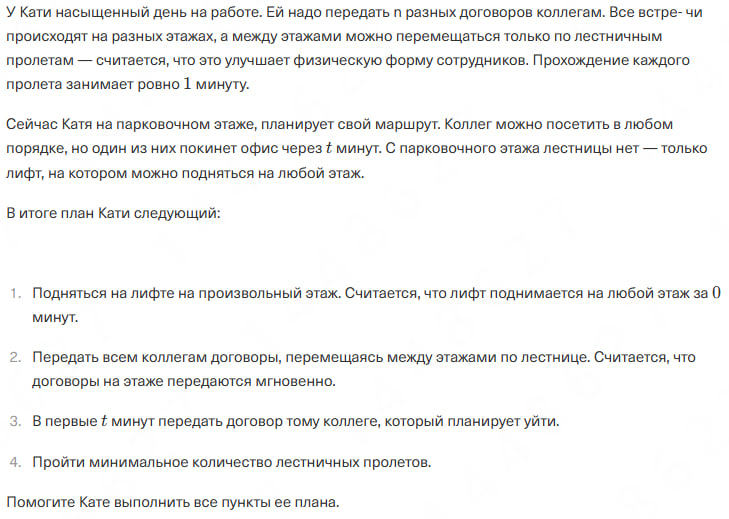 У Кати насыщенный день на работе. Ей надо передать n разных договоров коллегам. Все встре- чи
происходят на разных этажах, а между этажами можно перемещаться только по лестничным
пролетам — считается, что это улучшает физическую форму сотрудников. Прохождение каждого
пролета занимает ровно 1 минуту.
Сейчас Катя на парковочном этаже, планирует свой маршрут. Коллег можно посетить в любом
порядке, но один из них покинет офис через t минут. С парковочного этажа лестницы нет — только
лифт, на котором можно подняться на любой этаж.
В итоге план Кати следующий:
1. Подняться на лифте на произвольный этаж. Считается, что лифт поднимается на любой этаж за 0
минут.
2. Передать всем коллегам договоры, перемещаясь между этажами по лестнице. Считается, что
договоры на этаже передаются мгновенно.
3. В первые t минут передать договор тому коллеге, который планирует уйти.
4. Пройти минимальное количество лестничных пролетов.
Помогите Кате выполнить все пункты ее плана.